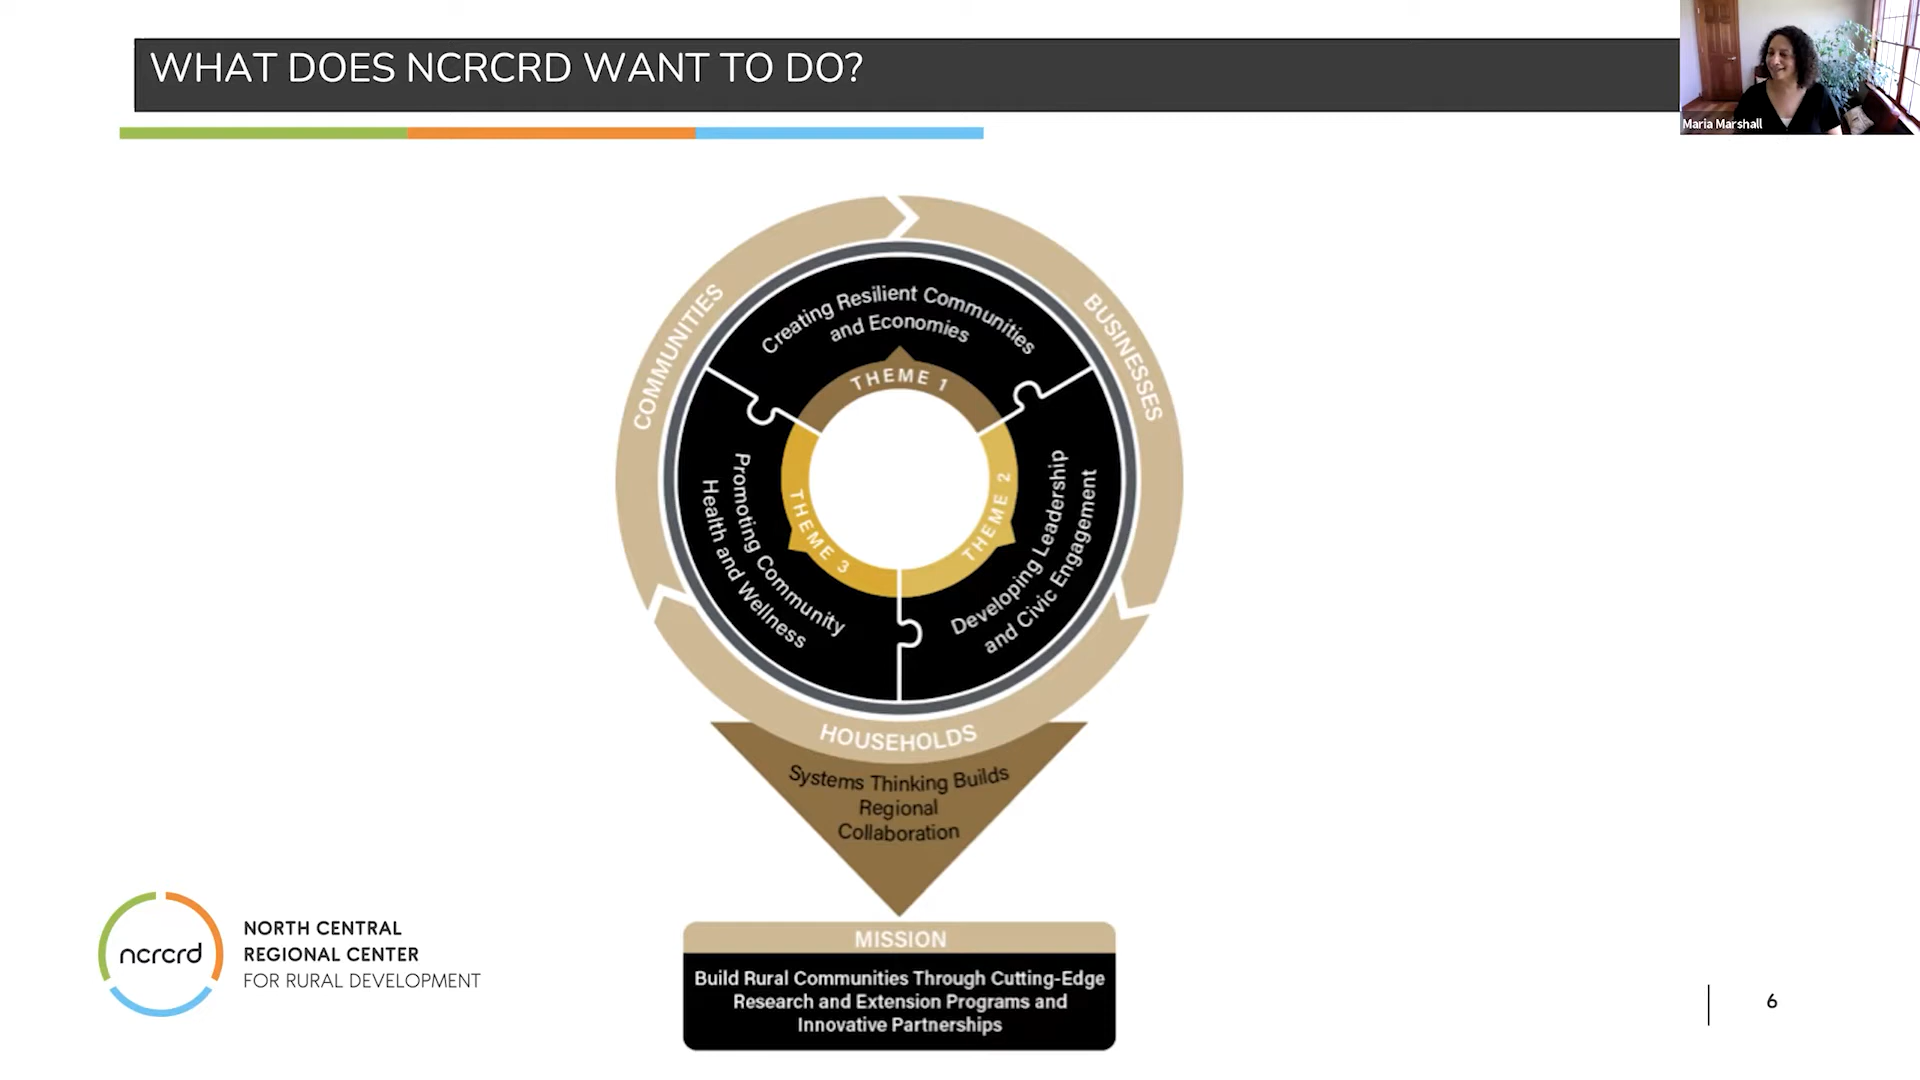 WHAT DOES NCRCRD WANT TO DO?
Maria Marshall
COMMUNITIES
BUSINESSES
HOUSEHOLDS
Creating Resilient Communities
and Economies
THEME 1
Developing Leadership
and Civic Engagement
THEME 2
Promoting Community
Health and Wellness
THEME 3
Systems Thinking Builds
Regional
Collaboration
MISSION
Build Rural Communities Through Cutting-Edge
Research and Extension Programs and
Innovative Partnerships
ncrcrd
NORTH CENTRAL
REGIONAL CENTER
FOR RURAL DEVELOPMENT
6